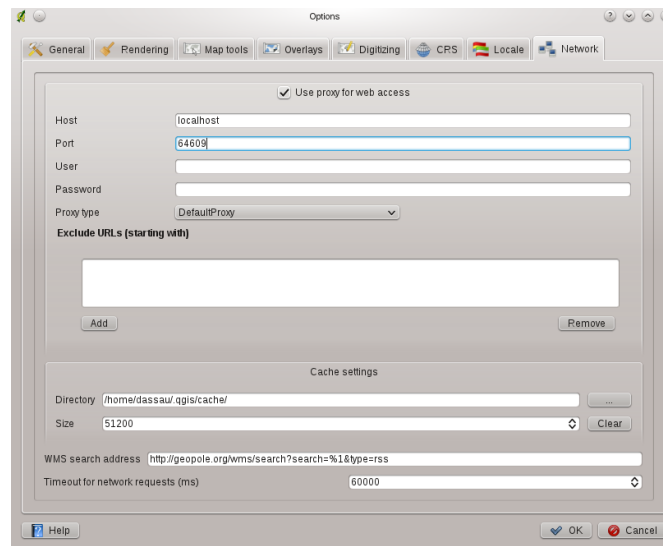 Options
General Rendering Map tools Overlays Digitizing CRS Locale Network
Use proxy for web access
Host localhost
Port 64609
User
Password
Proxy type DefaultProxy
Exclude URLs (starting with)
Add Remove
Cache settings
Directory /home/dassau/.qgis/cache/ ...
Size 51200 Clear
WMS search address http://geopole.org/wms/search?search=%1&type=rss
Timeout for network requests (ms) 60000
Help OK Cancel